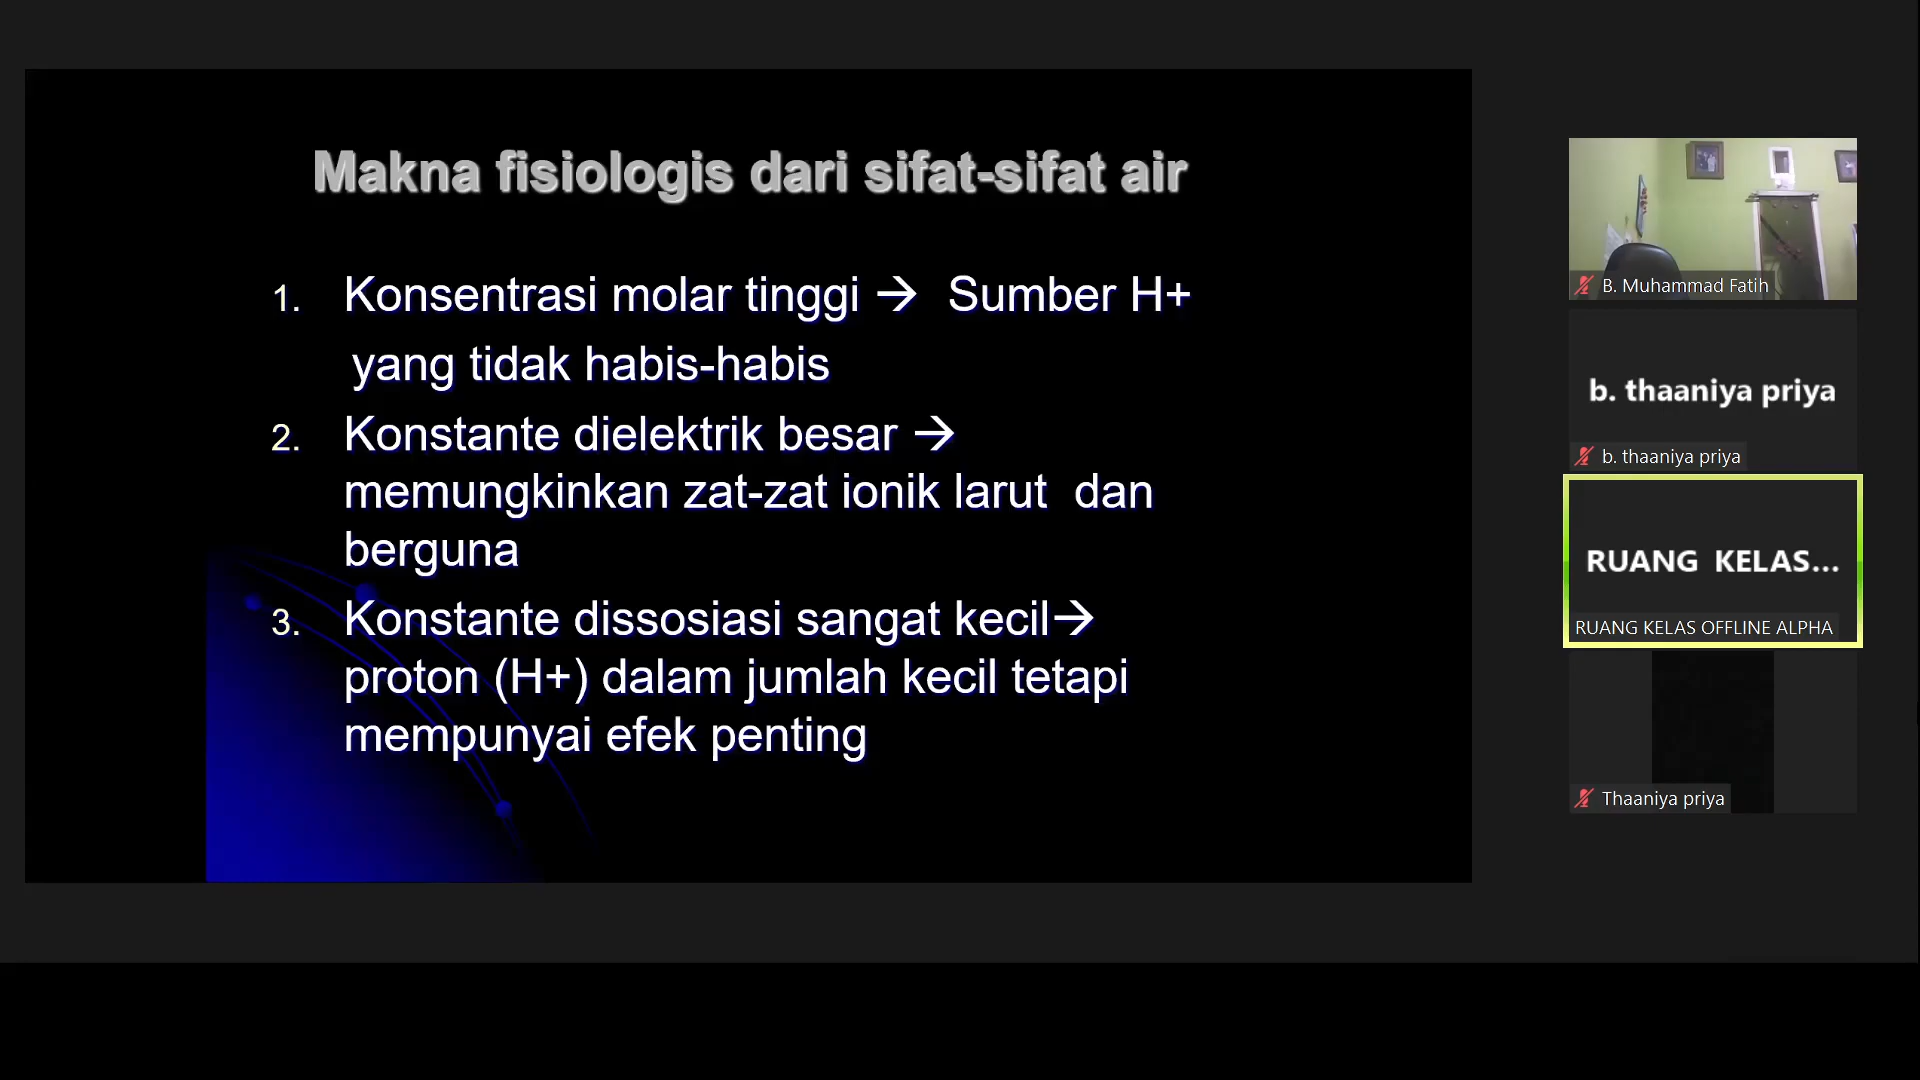 Makna fisiologis dari sifat-sifat air
1. Konsentrasi molar tinggi → Sumber H+
yang tidak habis-habis
2. Konstante dielektrik besar →
memungkinkan zat-zat ionik larut dan
berguna
3. Konstante dissosiasi sangat kecil→
proton (H+) dalam jumlah kecil tetapi
mempunyai efek penting
B. Muhammad Fatih
b. thaaniya priya
b. thaaniya priya
RUANG KELAS...
RUANG KELAS OFFLINE ALPHA
Thaaniya priya